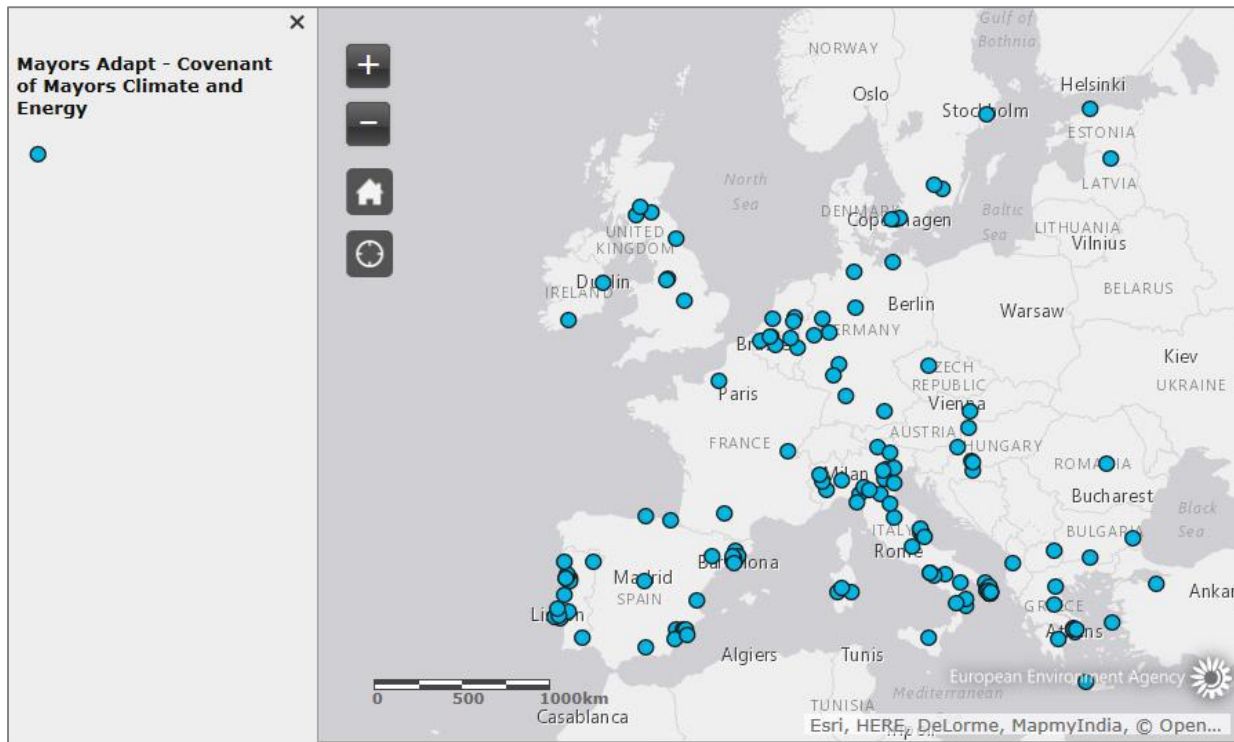 ×
Mayors Adapt - Covenant
of Mayors Climate and
Energy
+
−
Gulf of
Bothnia
NORWAY
Helsinki
Oslo
Stockholm
ESTONIA
North
Sea
LATVIA
DENMARK
Copenhagen
Baltic
Sea
LITHUANIA
Vilnius
UNITED
KINGDOM
Dublin
IRELAND
BELARUS
Berlin
Warsaw
GERMANY
Kiev
UKRAINE
CZECH
REPUBLIC
Paris
Vienna
AUSTRIA
HUNGARY
FRANCE
Milan
ROMANIA
Bucharest
Black
Sea
BULGARIA
ITALY
Rome
Barcelona
Madrid
SPAIN
Ankar
GREECE
Athens
Algiers
Tunis
European Environment Agency
0 500 1000km
Mediterranean
Casablanca
TUNISIA
Esri, HERE, DeLorme, MapmyIndia, © Open...